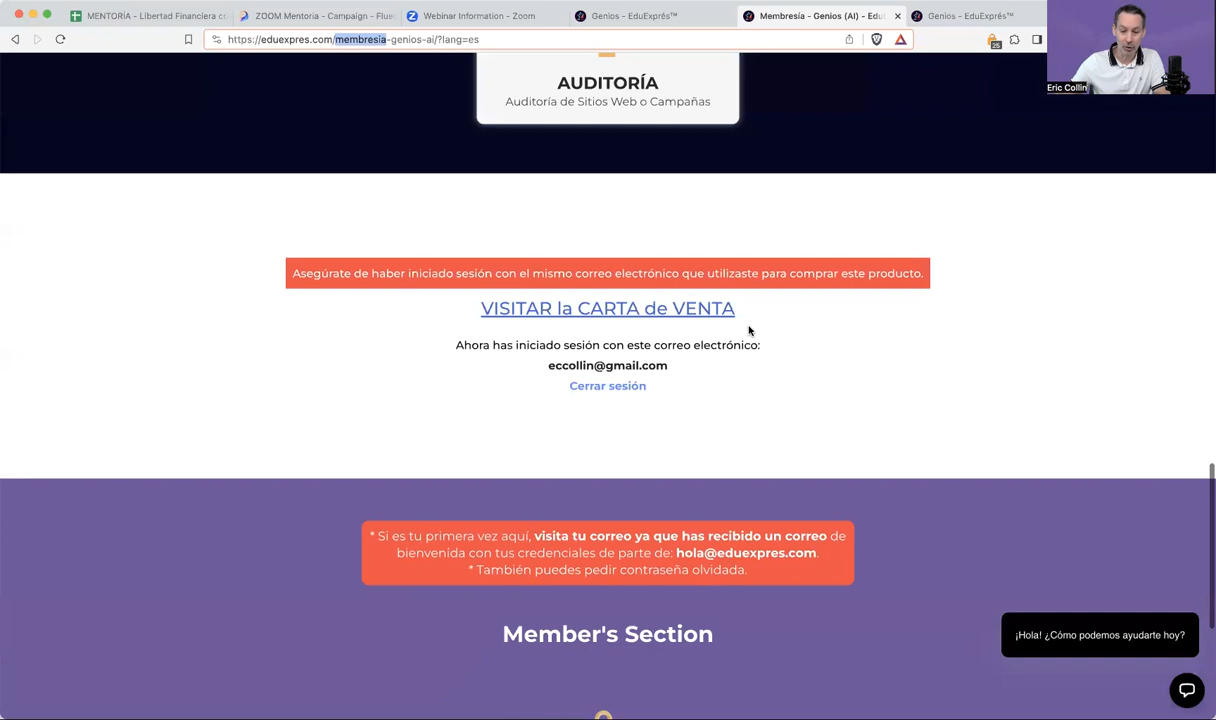 MENTORÍA - Libertad Financiera co
ZOOM Mentoria - Campaign - Flue
Webinar Information - Zoom
Genios - EduExprés™
Membresía - Genios (AI) - Edu
Genios - EduExprés™
https://eduexpres.com/membresia-genios-ai/?lang=es
25
Eric Collin
AUDITORÍA
Auditoría de Sitios Web o Campañas
Asegúrate de haber iniciado sesión con el mismo correo electrónico que utilizaste para comprar este producto.
VISITAR la CARTA de VENTA
Ahora has iniciado sesión con este correo electrónico:
eccollin@gmail.com
Cerrar sesión
* Si es tu primera vez aquí, visita tu correo ya que has recibido un correo de
bienvenida con tus credenciales de parte de: hola@eduexpres.com.
* También puedes pedir contraseña olvidada.
Member's Section
¡Hola! ¿Cómo podemos ayudarte hoy?